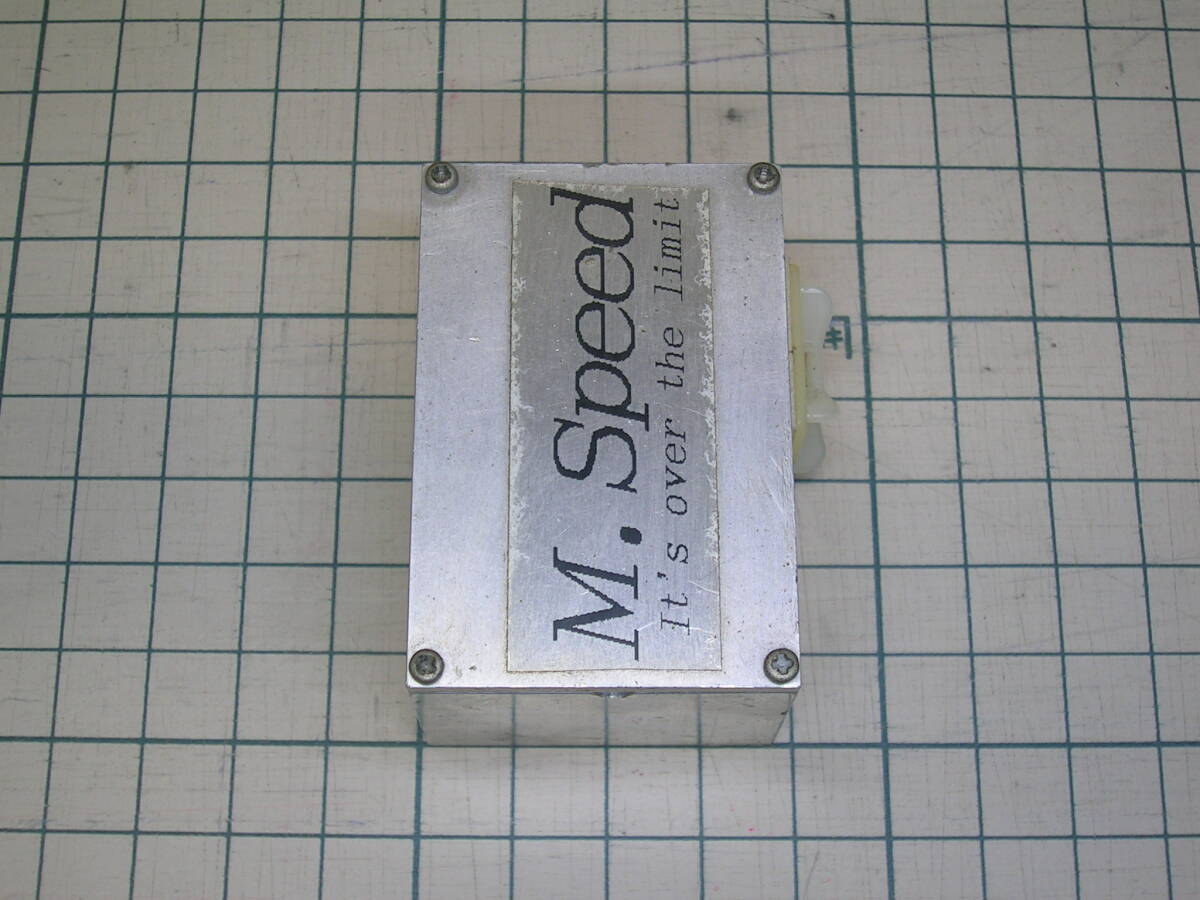 M. Speed
It's over the limit